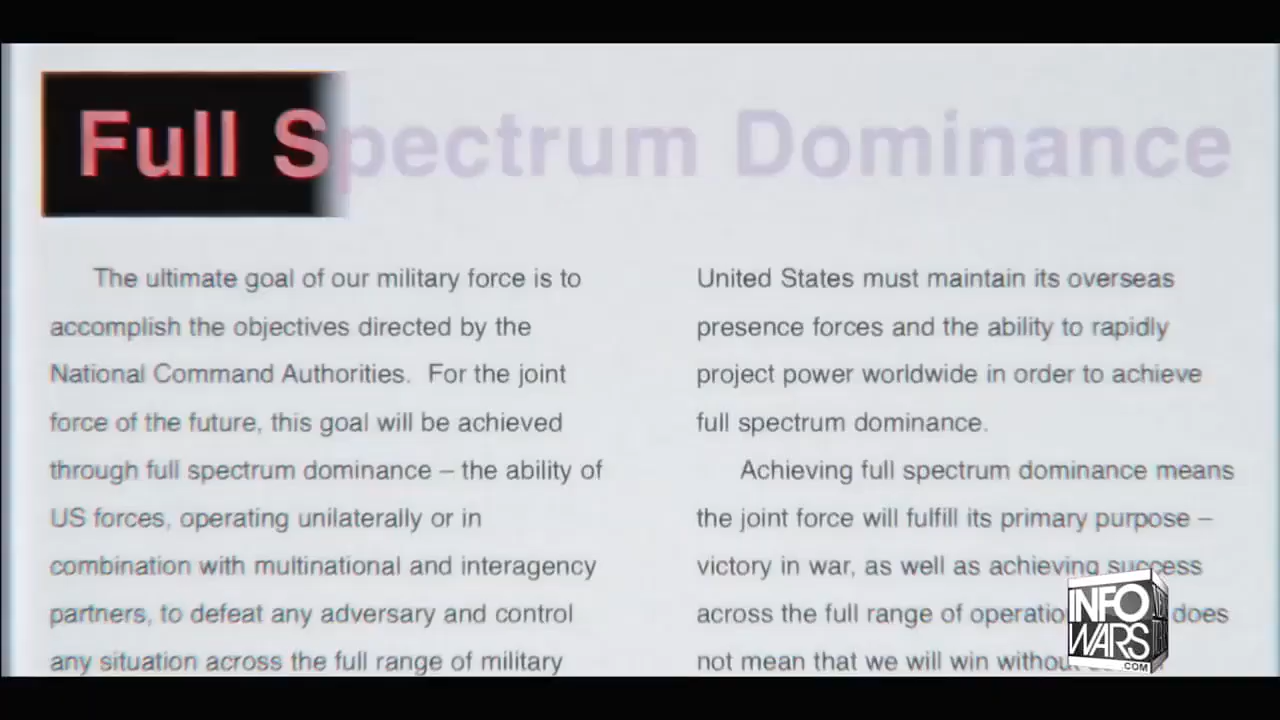 Full Spectrum Dominance
The ultimate goal of our military force is to
accomplish the objectives directed by the
National Command Authorities. For the joint
force of the future, this goal will be achieved
through full spectrum dominance – the ability of
US forces, operating unilaterally or in
combination with multinational and interagency
partners, to defeat any adversary and control
any situation across the full range of military
United States must maintain its overseas
presence forces and the ability to rapidly
project power worldwide in order to achieve
full spectrum dominance.
Achieving full spectrum dominance means
the joint force will fulfill its primary purpose –
victory in war, as well as achieving success
across the full range of does
not mean that we will win
INFO
WARS
.COM